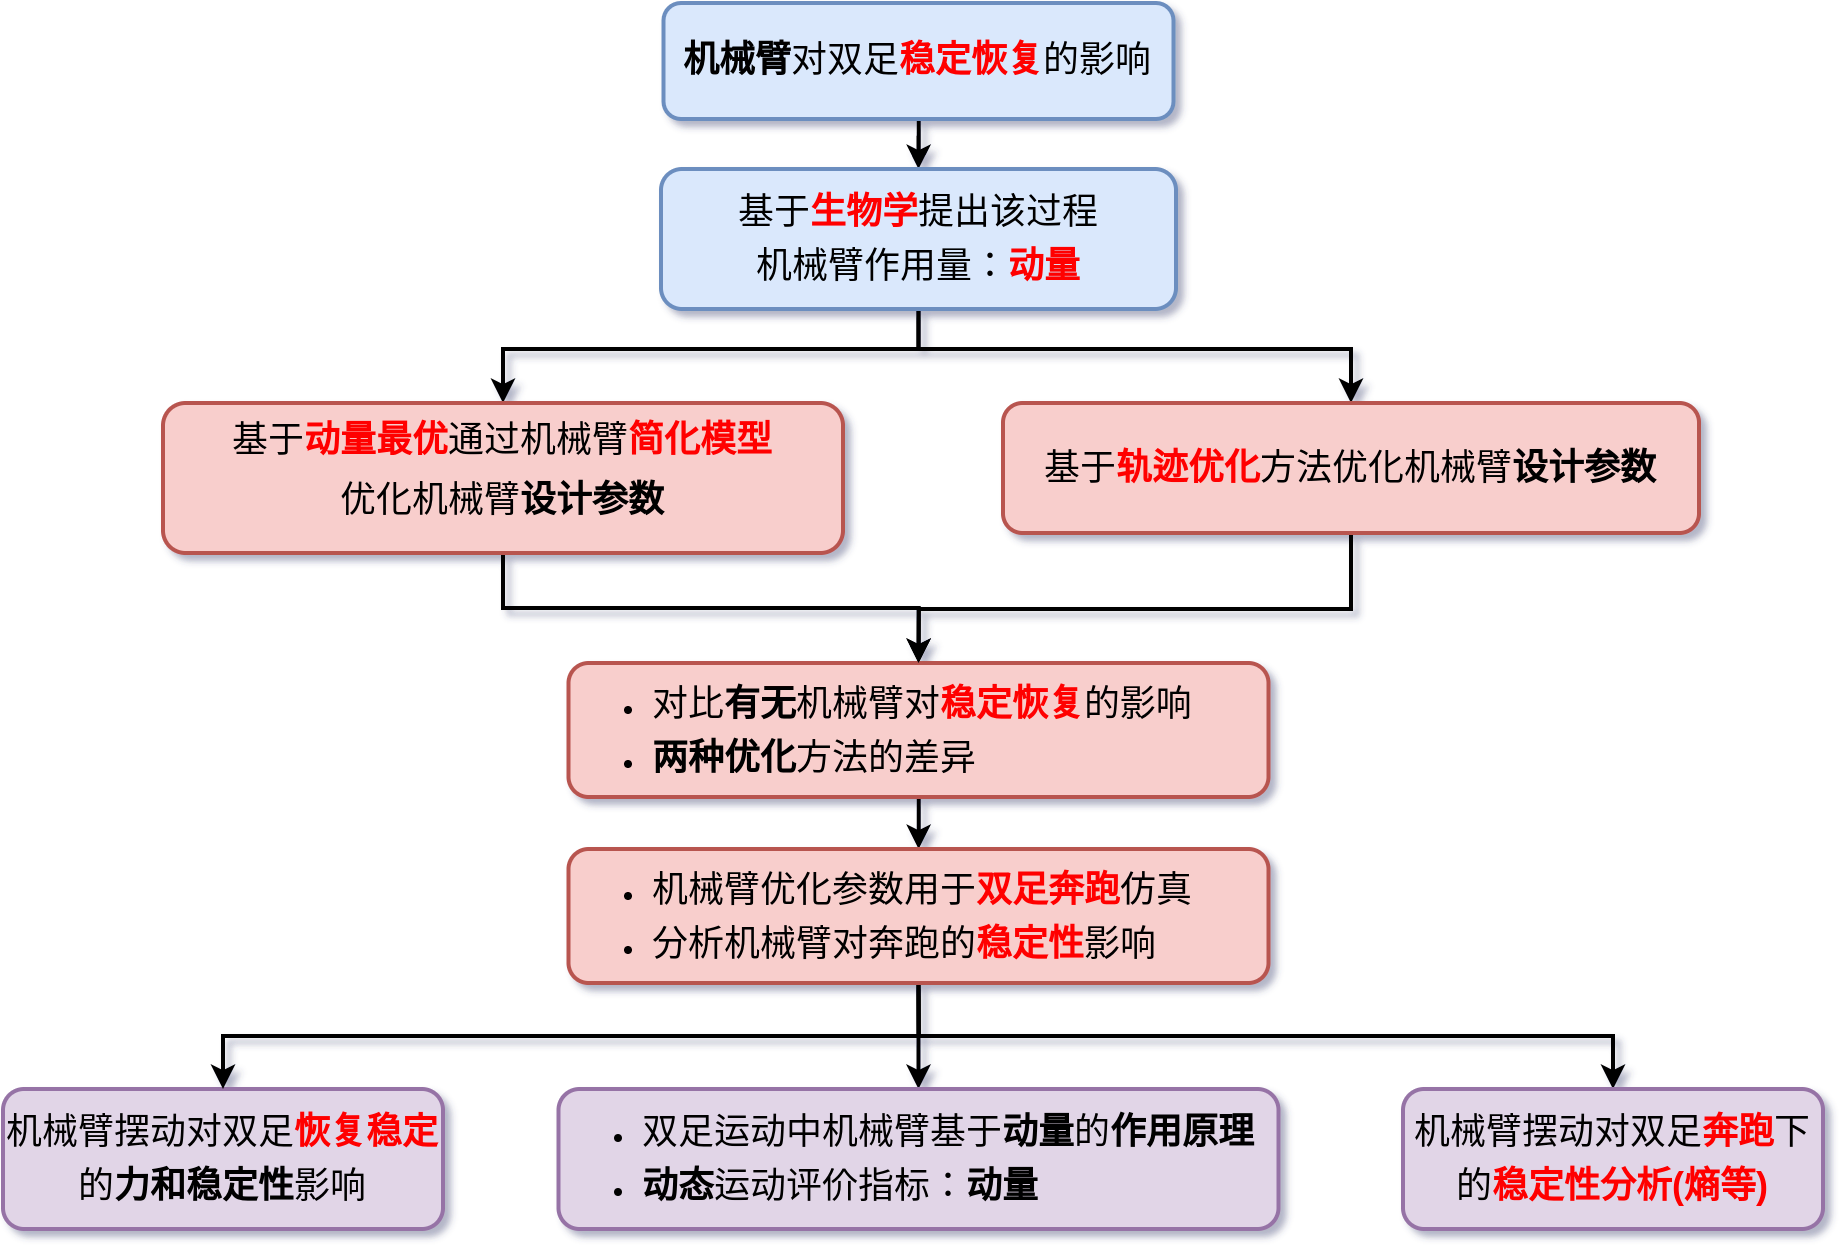 机械臂对双足稳定恢复的影响
基于生物学提出该过程
机械臂作用量：动量
基于动量最优通过机械臂简化模型
优化机械臂设计参数
基于轨迹优化方法优化机械臂设计参数
• 对比有无机械臂对稳定恢复的影响
• 两种优化方法的差异
• 机械臂优化参数用于双足奔跑仿真
• 分析机械臂对奔跑的稳定性影响
机械臂摆动对双足恢复稳定
的力和稳定性影响
• 双足运动中机械臂基于动量的作用原理
• 动态运动评价指标：动量
机械臂摆动对双足奔跑下
的稳定性分析(熵等)